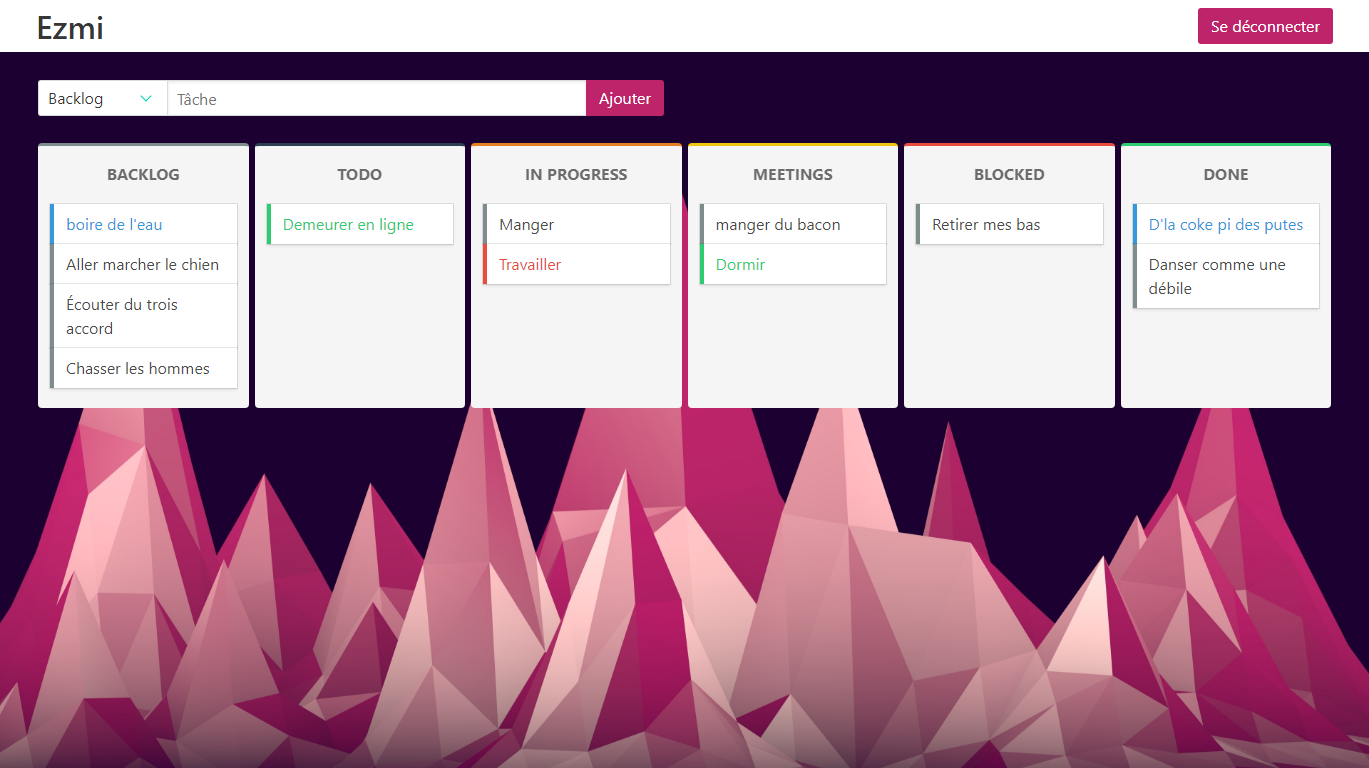 Ezmi
Se déconnecter
Backlog
Tâche
Ajouter
BACKLOG
boire de l'eau
Aller marcher le chien
Écouter du trois
accord
Chasser les hommes
TODO
Demeurer en ligne
IN PROGRESS
Manger
Travailler
MEETINGS
manger du bacon
Dormir
BLOCKED
Retirer mes bas
DONE
D'la coke pi des putes
Danser comme une
débile